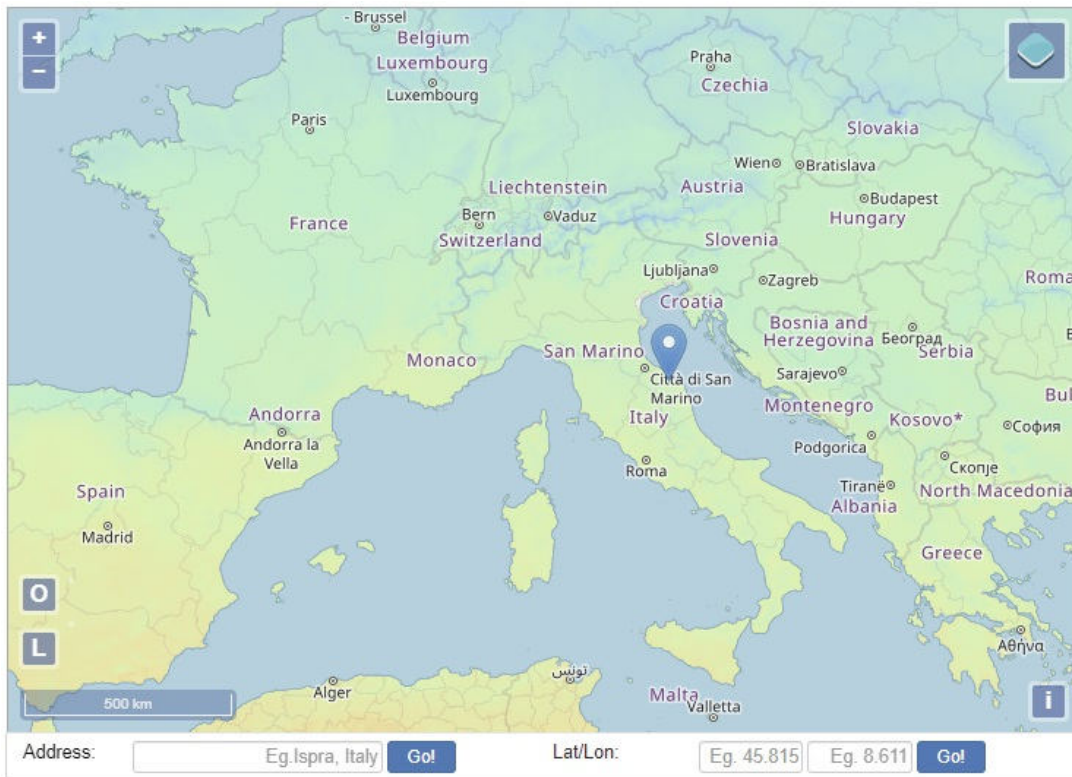 +
−
- Brussel
Belgium
Luxembourg
Luxembourg
Praha
Czechia
Paris
Slovakia
Wien
Bratislava
Liechtenstein
Austria
Budapest
Hungary
France
Bern
Vaduz
Switzerland
Slovenia
Ljubljana
Zagreb
Roma
Croatia
Bosnia and
Herzegovina
Београд
Serbia
San Marino
Monaco
Città di San
Marino
Sarajevo
Montenegro
Bul
Andorra
Andorra la
Vella
Italy
Kosovo*
София
Podgorica
Roma
Скопје
Spain
Tiranë
North Macedonia
Albania
Madrid
Greece
O
L
Αθήνα
تونس
Alger
Malta
Valletta
500 km
i
Address:
Eg.Ispra, Italy
Go!
Lat/Lon:
Eg. 45.815
Eg. 8.611
Go!